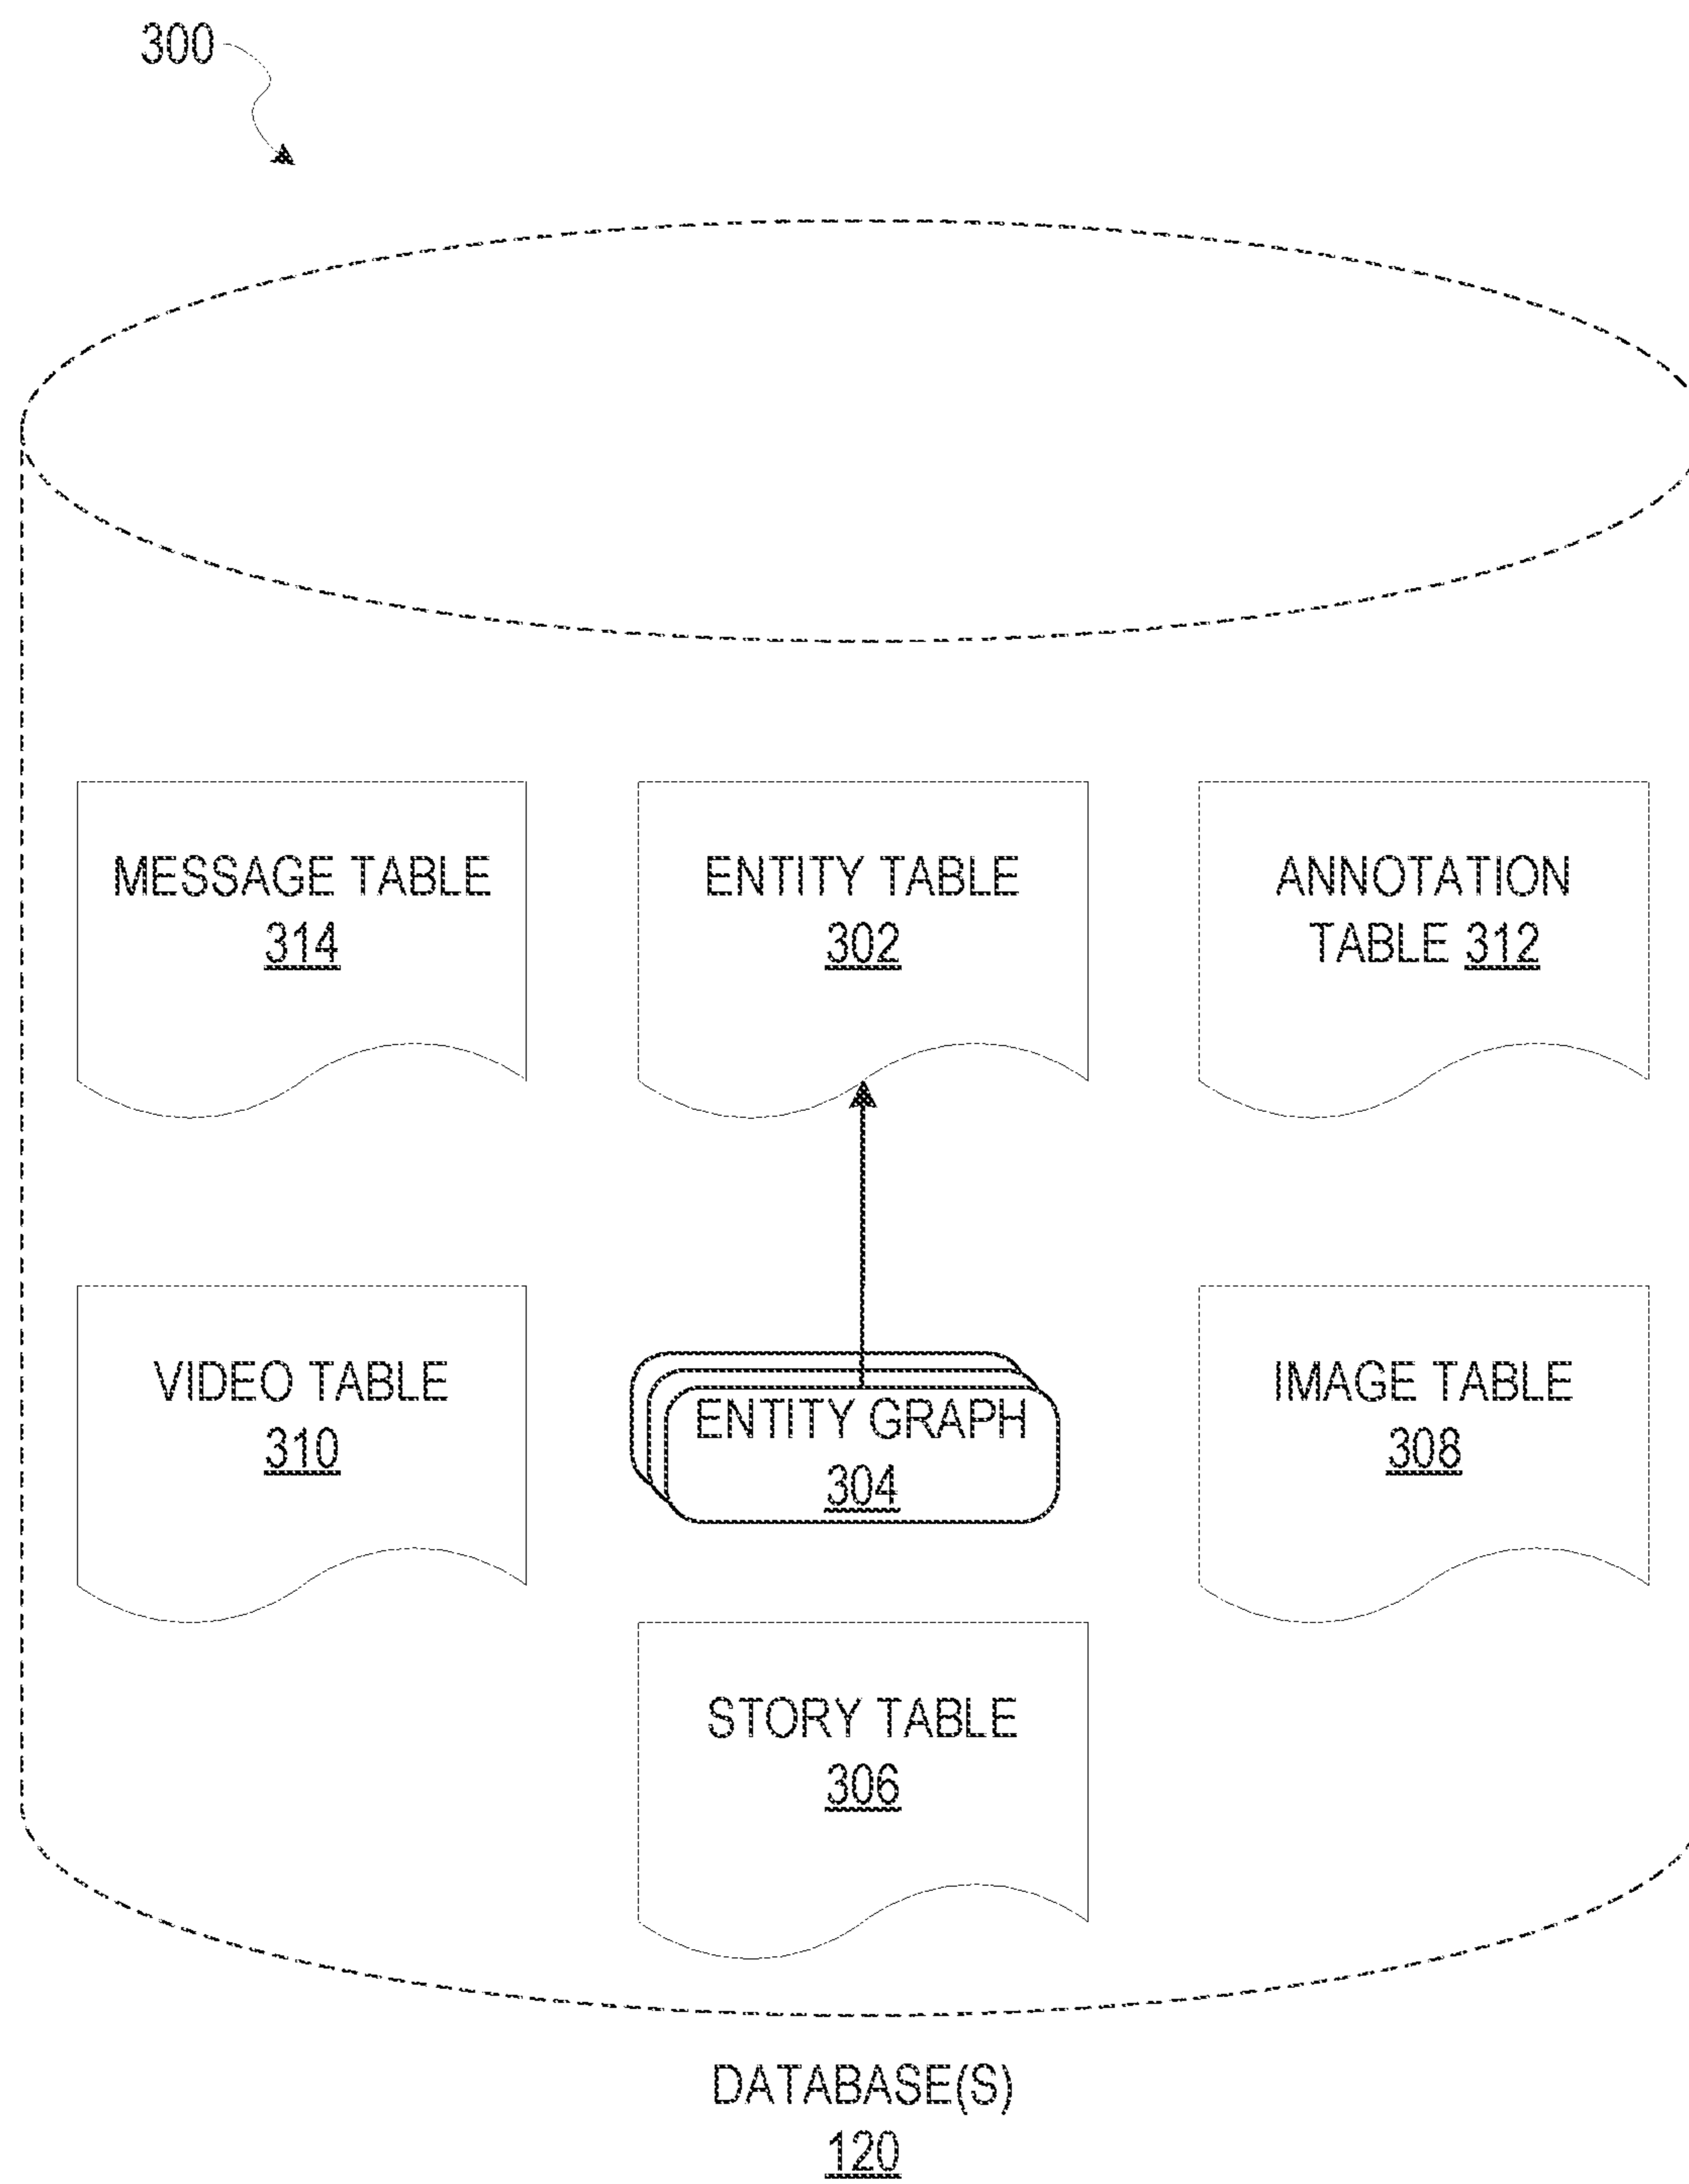 300
MESSAGE TABLE
314
ENTITY TABLE
302
ANNOTATION
TABLE 312
VIDEO TABLE
310
ENTITY GRAPH
304
IMAGE TABLE
308
STORY TABLE
306
DATABASE(S)
120